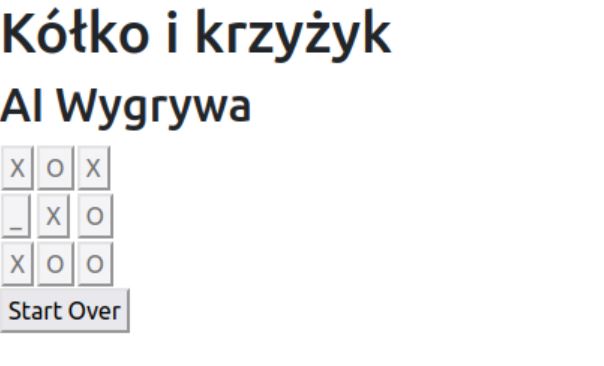 Kółko i krzyżyk
AI Wygrywa
X O X
_ X O
X O O
Start Over